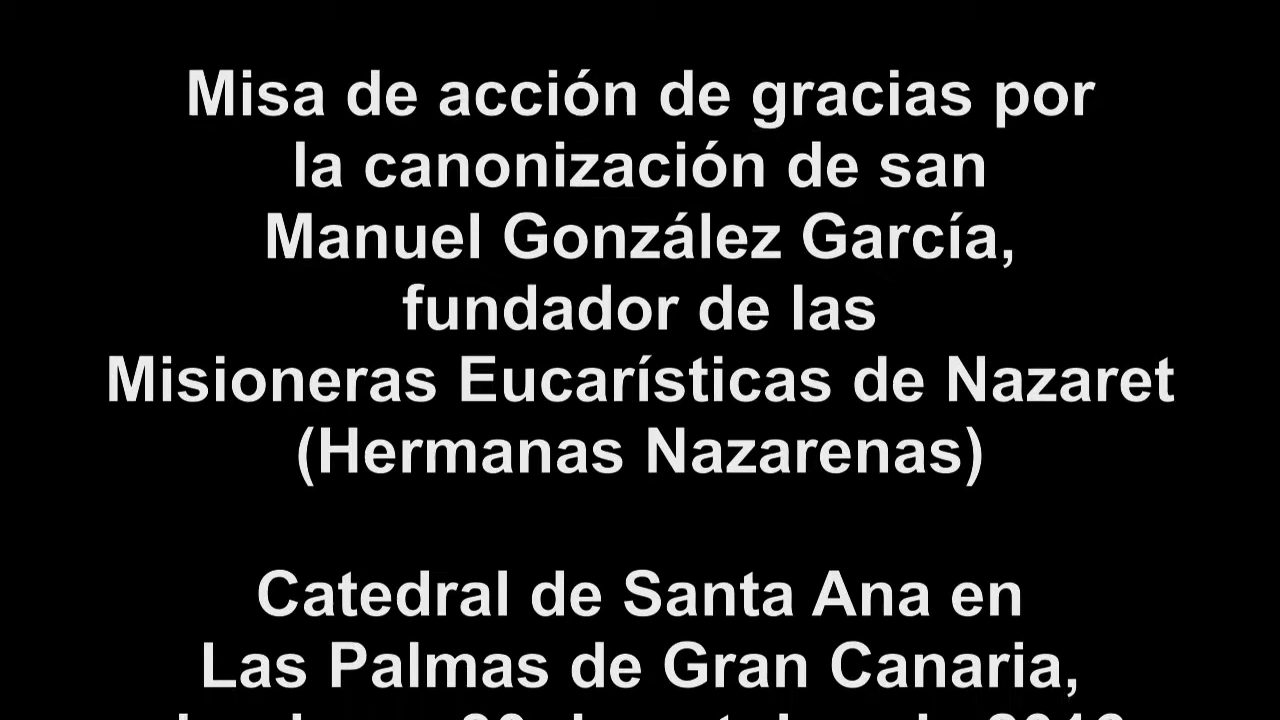 Misa de acción de gracias por
la canonización de san
Manuel González García,
fundador de las
Misioneras Eucarísticas de Nazaret
(Hermanas Nazarenas)
Catedral de Santa Ana en
Las Palmas de Gran Canaria,